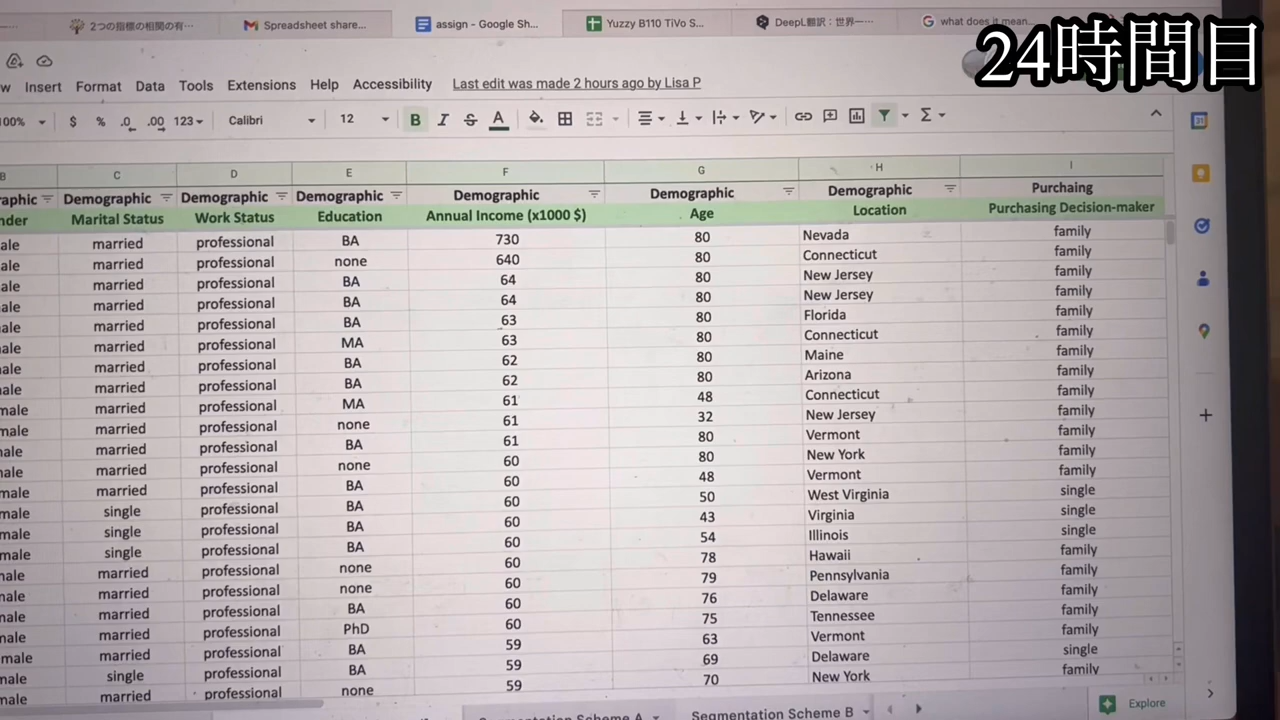 2つの指標の相関の有…
Spreadsheet share...
assign - Google Sh...
Yuzzy B110 TiVo S...
DeepL翻訳：世界一…
what does it mean...
24時間目
Insert Format Data Tools Extensions Help Accessibility Last edit was made 2 hours ago by Lisa P
100% $ % .0 .00 123 Calibri 12 B I S A
C D E F G H I
Demographic Demographic Demographic Demographic Demographic Demographic Purchaing
Marital Status Work Status Education Annual Income (x1000 $) Age Location Purchasing Decision-maker
married professional BA 730 80 Nevada family
married professional none 640 80 Connecticut family
married professional BA 64 80 New Jersey family
married professional BA 64 80 New Jersey family
married professional BA 63 80 Florida family
married professional MA 63 80 Connecticut family
married professional BA 62 80 Maine family
married professional BA 62 80 Arizona family
married professional MA 61 48 Connecticut family
married professional none 61 32 New Jersey family
married professional BA 61 80 Vermont family
married professional none 60 80 New York family
married professional BA 60 48 Vermont family
single professional BA 60 50 West Virginia single
single professional BA 60 43 Virginia single
single professional BA 60 54 Illinois single
married professional none 60 78 Hawaii family
married professional none 60 79 Pennsylvania family
married professional BA 60 76 Delaware family
married professional PhD 60 75 Tennessee family
married professional BA 59 63 Vermont family
single professional BA 59 69 Delaware single
married professional none 59 70 New York family
Segmentation Scheme A Segmentation Scheme B
Explore